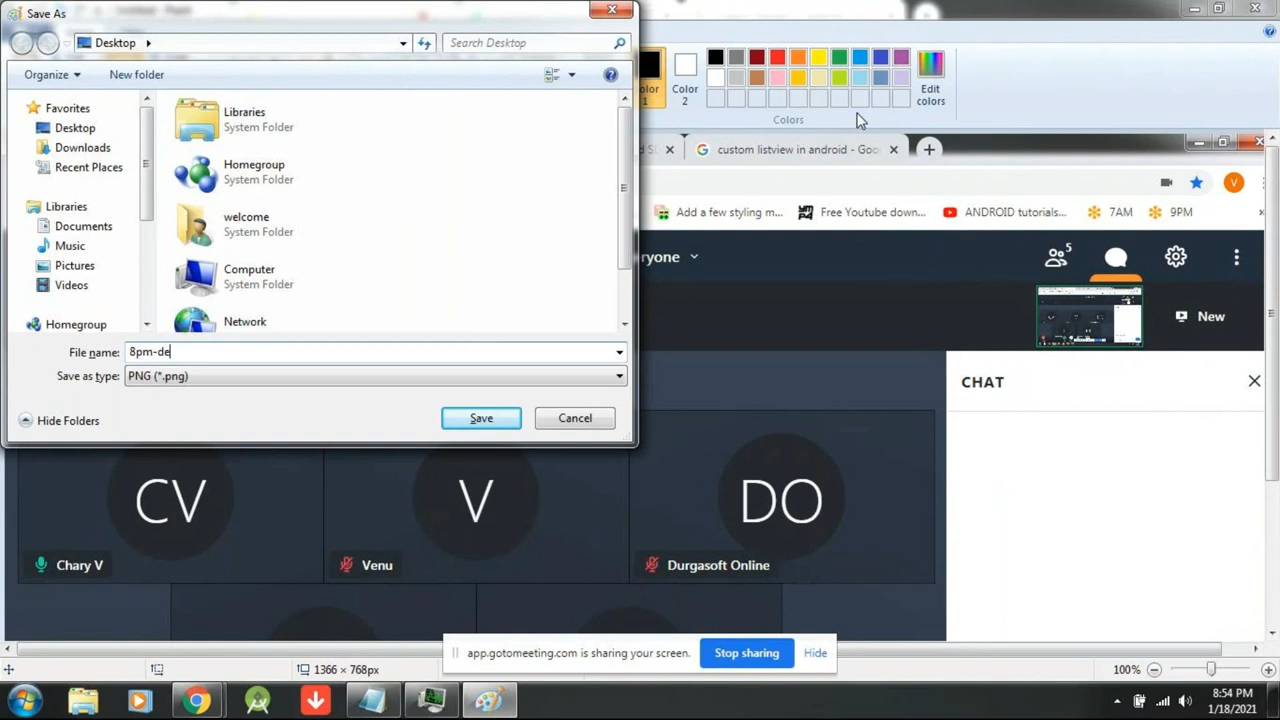 Save As
Desktop
Search Desktop
Organize
New folder
Favorites
Desktop
Downloads
Recent Places
Libraries
Documents
Music
Pictures
Videos
Homegroup
Libraries
System Folder
Homegroup
System Folder
welcome
System Folder
Computer
System Folder
Network
File name: 8pm-de
Save as type: PNG (*.png)
Hide Folders
Save
Cancel
Color
2
Edit
colors
Colors
custom listview in android - Goo
Add a few styling m...
Free Youtube down...
ANDROID tutorials...
7AM
9PM
V
ryone
5
New
CHAT
CV
V
DO
Chary V
Venu
Durgasoft Online
app.gotomeeting.com is sharing your screen.
Stop sharing
Hide
1366 × 768px
100%
8:54 PM
1/18/2021